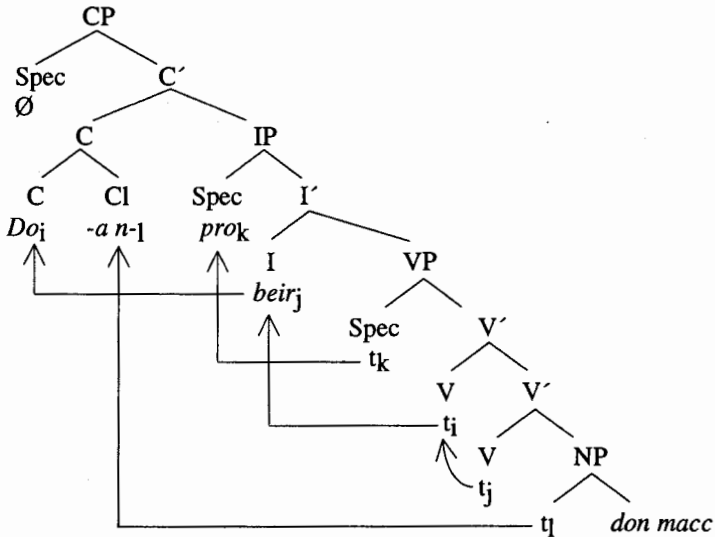 CP
Spec C´
Ø
C IP
C Cl Spec I´
Doi -a n-l prok
I VP
beirj
Spec V´
tk
V V´
ti
V NP
tj
tl don macc